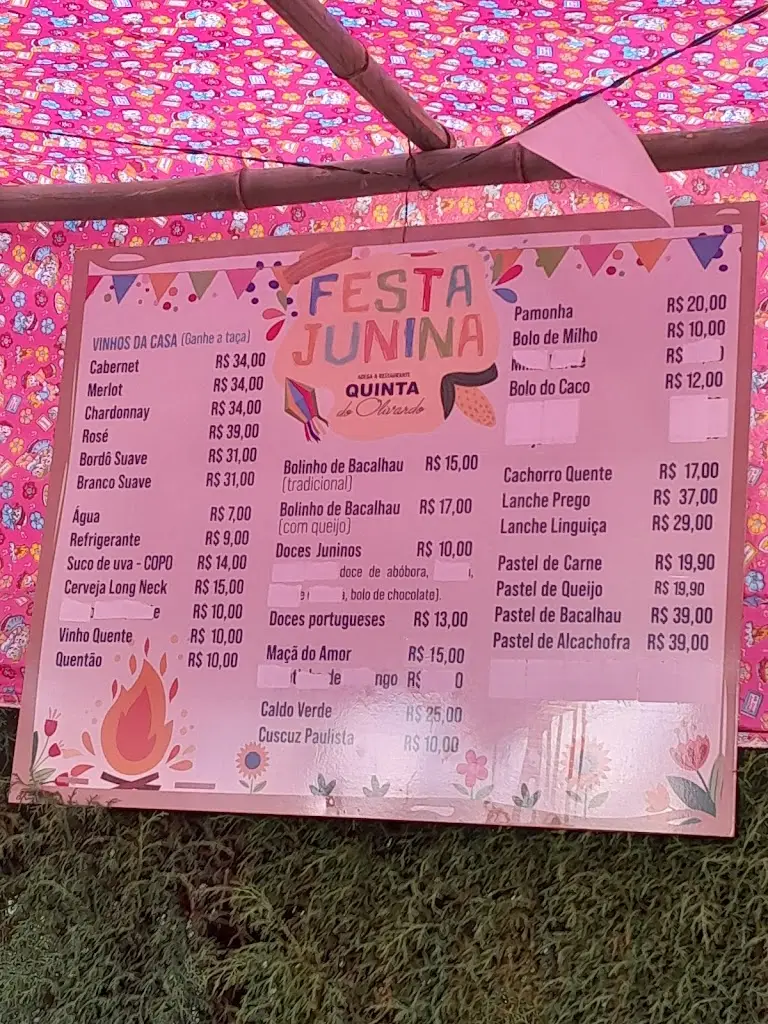 FESTA
JUNINA
ADEGA & RESTAURANTE
QUINTA
do Olivardo
VINHOS DA CASA (Ganhe a taça)
Cabernet R$ 34,00
Merlot R$ 34,00
Chardonnay R$ 34,00
Rosé R$ 39,00
Bordô Suave R$ 31,00
Branco Suave R$ 31,00
Água R$ 7,00
Refrigerante R$ 9,00
Suco de uva - COPO R$ 14,00
Cerveja Long Neck R$ 15,00
e R$ 10,00
Vinho Quente R$ 10,00
Quentão R$ 10,00
Bolinho de Bacalhau R$ 15,00
(tradicional)
Bolinho de Bacalhau R$ 17,00
(com queijo)
Doces Juninos R$ 10,00
doce de abóbora,
bolo de chocolate).
Doces portugueses R$ 13,00
Maçã do Amor R$ 15,00
de ngo R$ 0
Caldo Verde R$ 25,00
Cuscuz Paulista R$ 10,00
Pamonha R$ 20,00
Bolo de Milho R$ 10,00
R$
Bolo do Caco R$ 12,00
Cachorro Quente R$ 17,00
Lanche Prego R$ 37,00
Lanche Linguiça R$ 29,00
Pastel de Carne R$ 19,90
Pastel de Queijo R$ 19,90
Pastel de Bacalhau R$ 39,00
Pastel de Alcachofra R$ 39,00